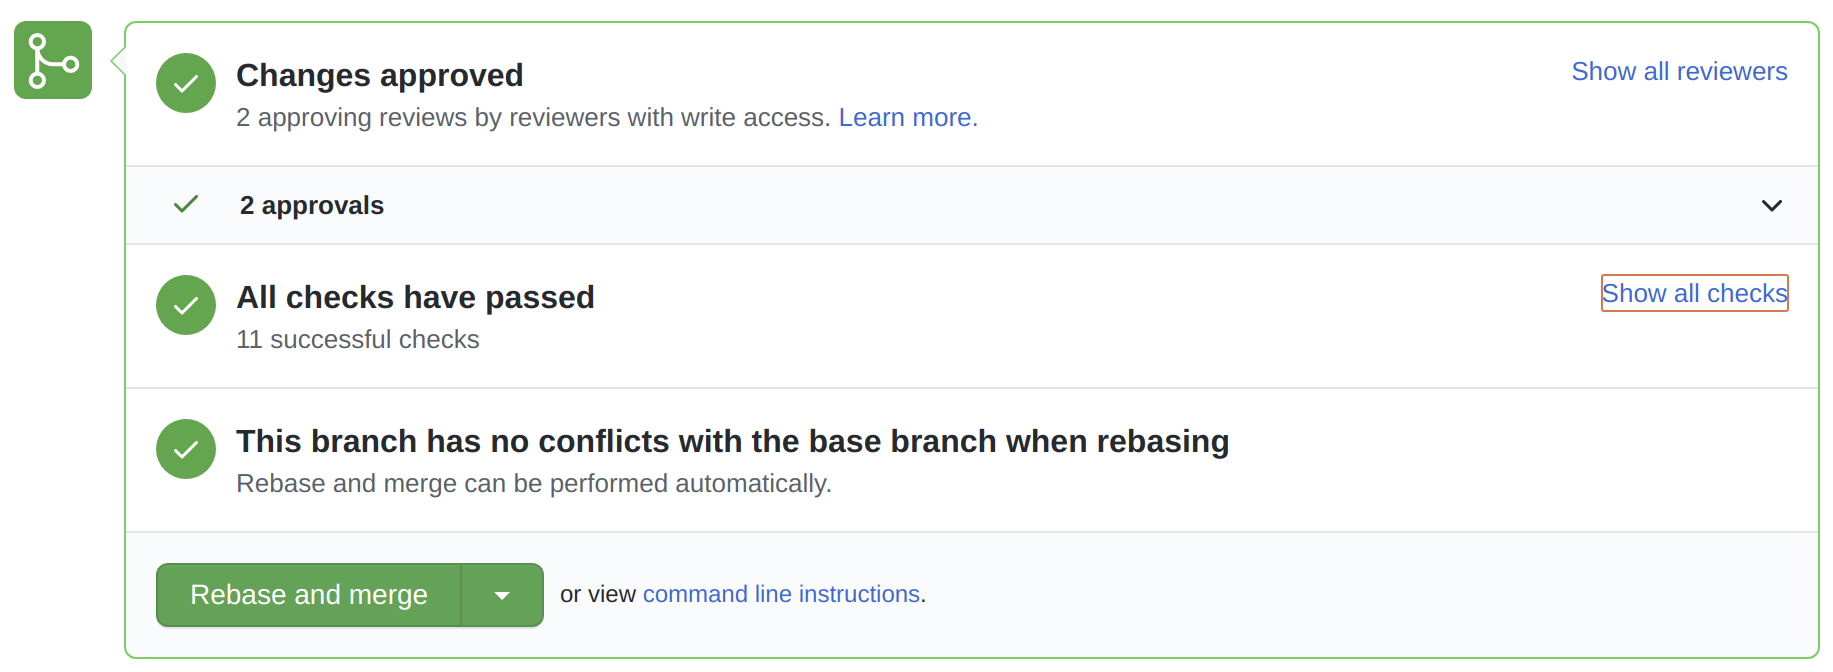 Changes approved
Show all reviewers
2 approving reviews by reviewers with write access. Learn more.
2 approvals
All checks have passed
Show all checks
11 successful checks
This branch has no conflicts with the base branch when rebasing
Rebase and merge can be performed automatically.
Rebase and merge
or view command line instructions.